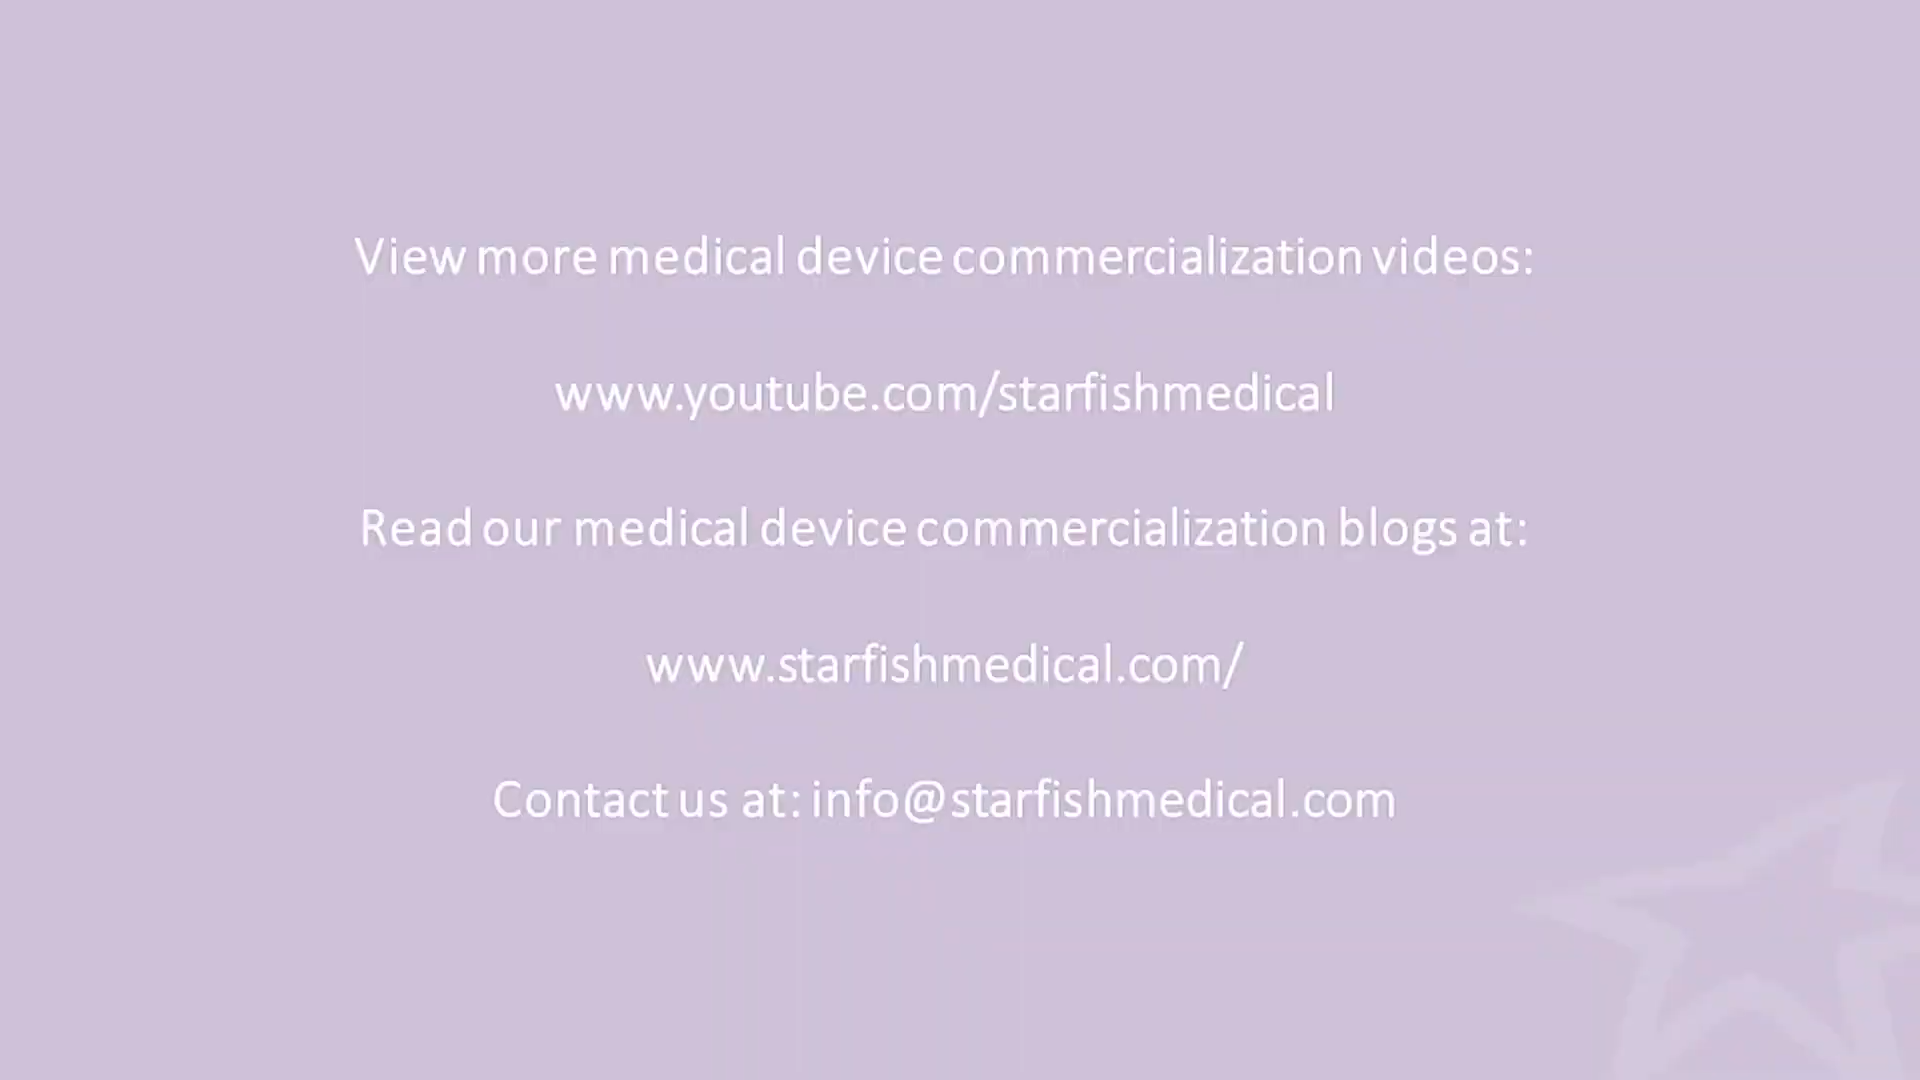 View more medical device commercialization videos:
www.youtube.com/starfishmedical
Read our medical device commercialization blogs at:
www.starfishmedical.com/
Contact us at: info@starfishmedical.com